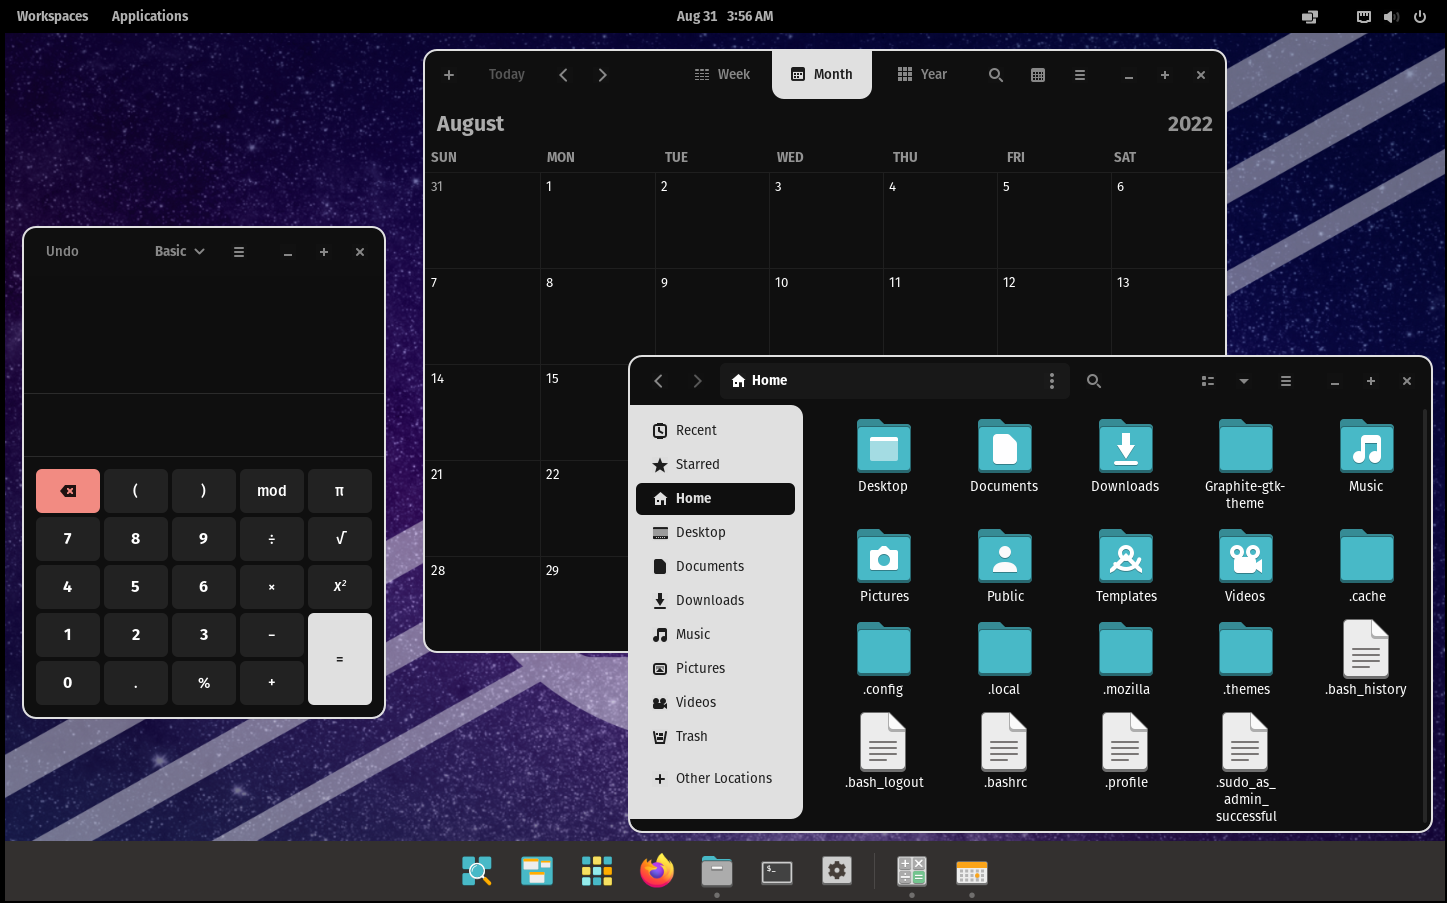 Workspaces Applications Aug 31 3:56 AM
Today Week Month Year
August 2022
SUN MON TUE WED THU FRI SAT
31 1 2 3 4 5 6
7 8 9 10 11 12 13
14 15
21 22
28 29
Undo Basic
( ) mod π
7 8 9 ÷ √
4 5 6 × x²
1 2 3 − =
0 . % +
Home
Recent
Starred
Home
Desktop
Documents
Downloads
Music
Pictures
Videos
Trash
+ Other Locations
Desktop Documents Downloads Graphite-gtk- Music
theme
Pictures Public Templates Videos .cache
.config .local .mozilla .themes .bash_history
.bash_logout .bashrc .profile .sudo_as_
admin_
successful
$_